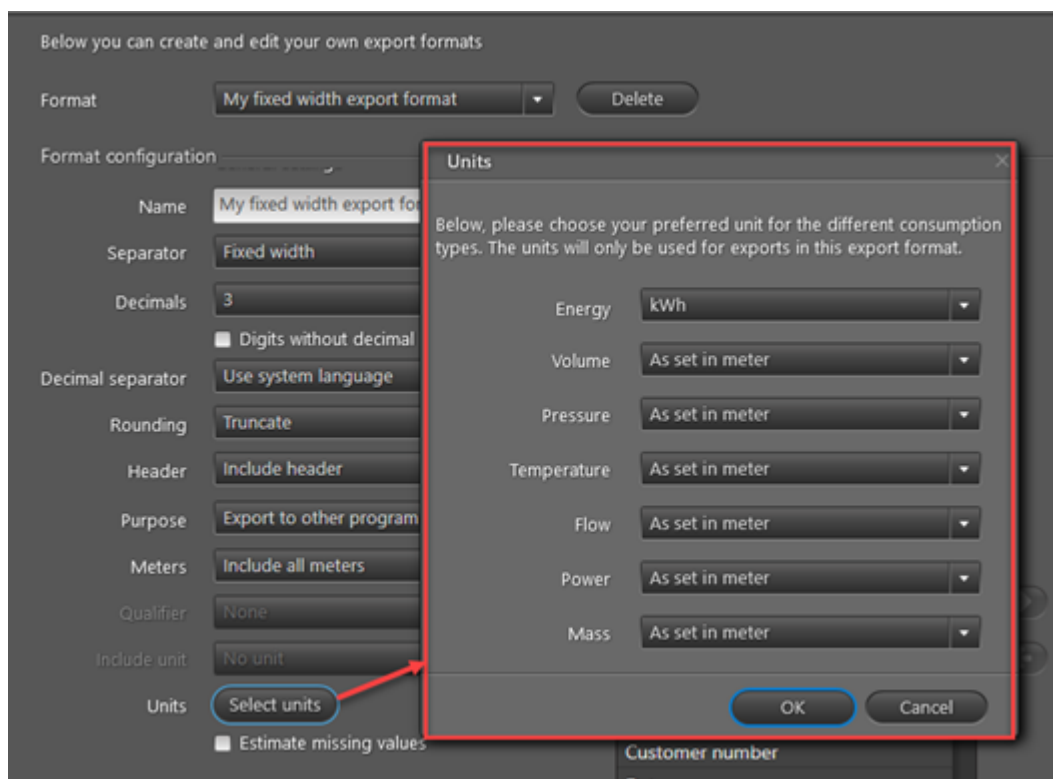 Below you can create and edit your own export formats
Format My fixed width export format Delete
Format configuration
Name My fixed width export for
Separator Fixed width
Decimals 3
Digits without decimal
Decimal separator Use system language
Rounding Truncate
Header Include header
Purpose Export to other program
Meters Include all meters
Qualifier None
Include unit No unit
Units Select units
Estimate missing values
Units
Below, please choose your preferred unit for the different consumption
types. The units will only be used for exports in this export format.
Energy kWh
Volume As set in meter
Pressure As set in meter
Temperature As set in meter
Flow As set in meter
Power As set in meter
Mass As set in meter
OK Cancel
Customer number